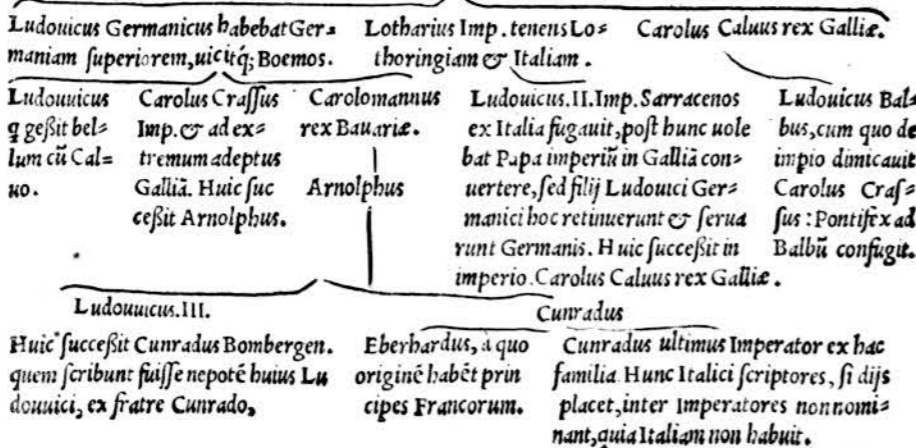 Ludouicus Germanicus habebat Ger⸗
maniam ſuperiorem, uicitq́; Boemos.
Lotharius Imp. tenens Lo⸗
thoringiam & Italiam.
Carolus Caluus rex Galliæ.
Ludouuicus
q geßit bel⸗
lum cũ Cal⸗
uo.
Carolus Craſſus
Imp. & ad ex⸗
tremum adeptus
Galliã. Huic ſuc
ceßit Arnolphus.
Carolomannus
rex Bauariæ.
Arnolphus
Ludouicus. II. Imp. Sarracenos
ex Italia fugauit, poſt hunc uole
bat Papa imperiũ in Galliã con⸗
uertere, ſed filij Ludouici Ger⸗
manici hoc retinuerunt & ſerua
runt Germanis. Huic ſucceßit in
imperio. Carolus Caluus rex Galliæ.
Ludouicus Bal⸗
bus, cum quo de
impio dimicauit
Carolus Craſ⸗
ſus: Pontifex ad
Balbũ confugit.
Ludouuicus. III.
Cunradus
Huic ſucceßit Cunradus Bombergen.
quem ſcribunt fuiſſe nepotẽ huius Lu
douuici, ex fratre Cunrado,
Eberhardus, à quo
originẽ habẽt prin
cipes Francorum.
Cunradus ultimus Imperator ex hac
familia. Hunc Italici ſcriptores, ſi dijs
placet, inter Imperatores non nomi⸗
nant, quia Italiam non habuit.